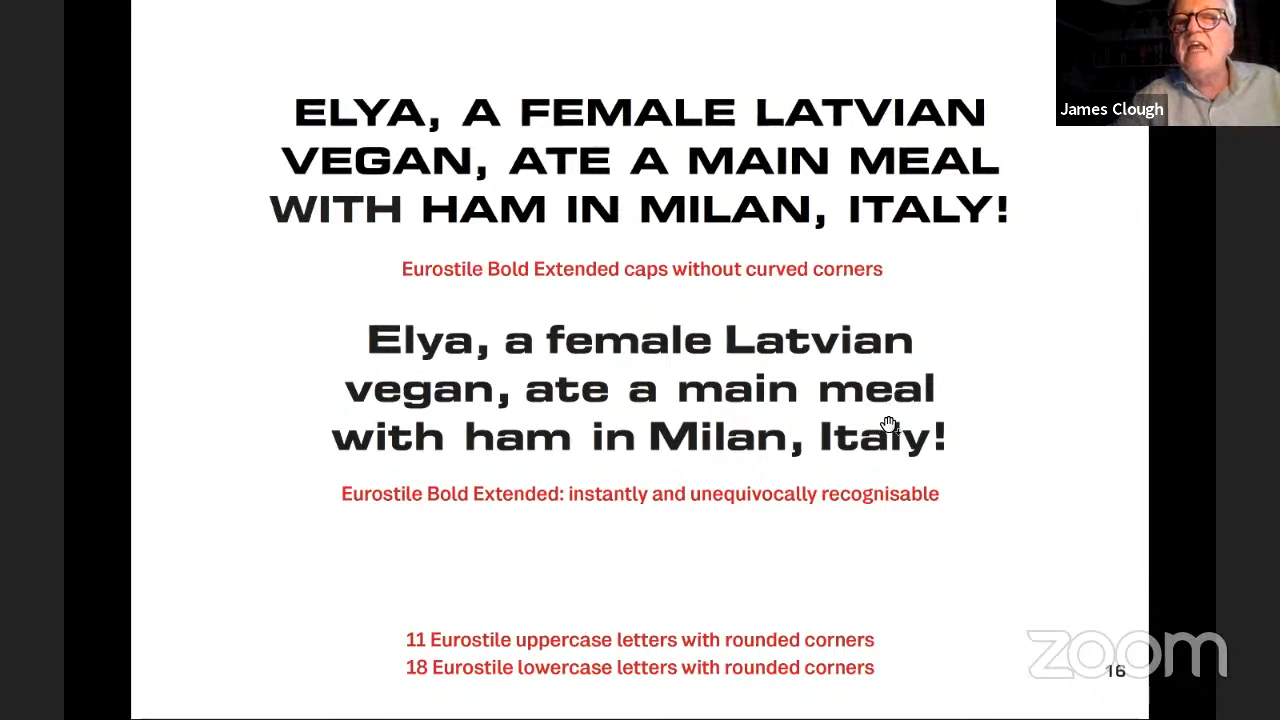 James Clough
ELYA, A FEMALE LATVIAN
VEGAN, ATE A MAIN MEAL
WITH HAM IN MILAN, ITALY!
Eurostile Bold Extended caps without curved corners
Elya, a female Latvian
vegan, ate a main meal
with ham in Milan, Italy!
Eurostile Bold Extended: instantly and unequivocally recognisable
11 Eurostile uppercase letters with rounded corners
18 Eurostile lowercase letters with rounded corners
zoom
16